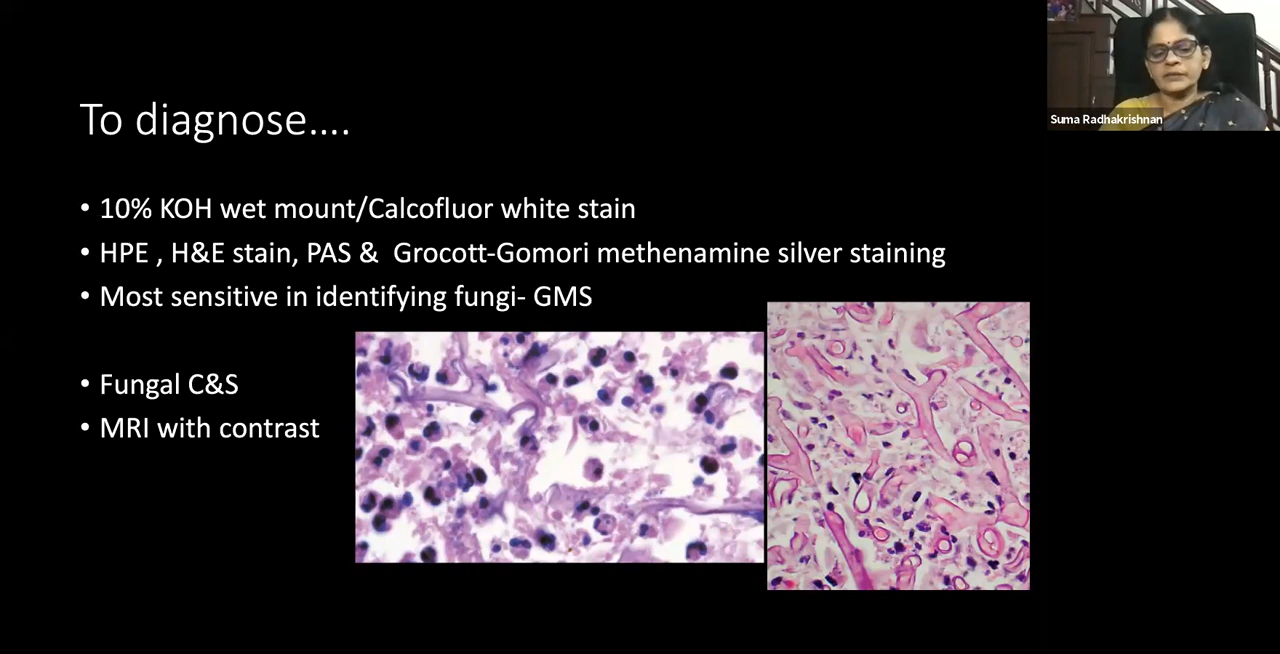 To diagnose....
• 10% KOH wet mount/Calcofluor white stain
• HPE , H&E stain, PAS & Grocott-Gomori methenamine silver staining
• Most sensitive in identifying fungi- GMS
• Fungal C&S
• MRI with contrast
Suma Radhakrishnan